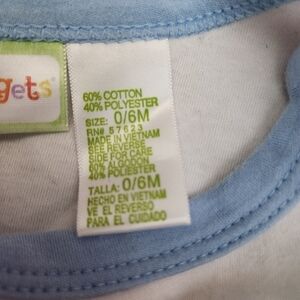 gets
60% COTTON
40% POLYESTER
SIZE: 0/6M
RN# 57623
MADE IN VIETNAM
SEE REVERSE
SIDE FOR CARE
60% ALGODON
40% POLIESTER
TALLA: 0/6M
HECHO EN VIETNAM
VE EL REVERSO
PARA EL CUIDADO